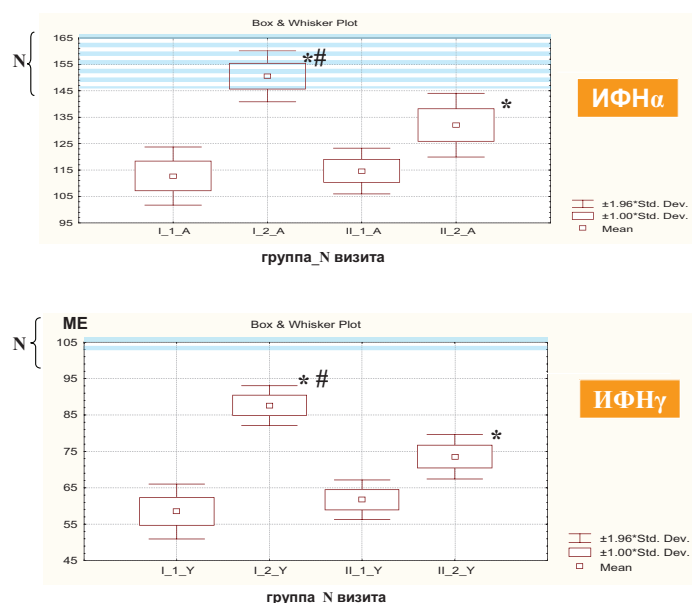 Box & Whisker Plot
N
165
155
145
135
125
115
105
95
*#
*
I_1_A I_2_A II_1_A II_2_A
группа_N визита
ИФНα
±1.96*Std. Dev.
±1.00*Std. Dev.
Mean
ME
Box & Whisker Plot
N
105
95
85
75
65
55
45
* #
*
I_1_Y I_2_Y II_1_Y II_2_Y
группа_N визита
ИФНγ
±1.96*Std. Dev.
±1.00*Std. Dev.
Mean